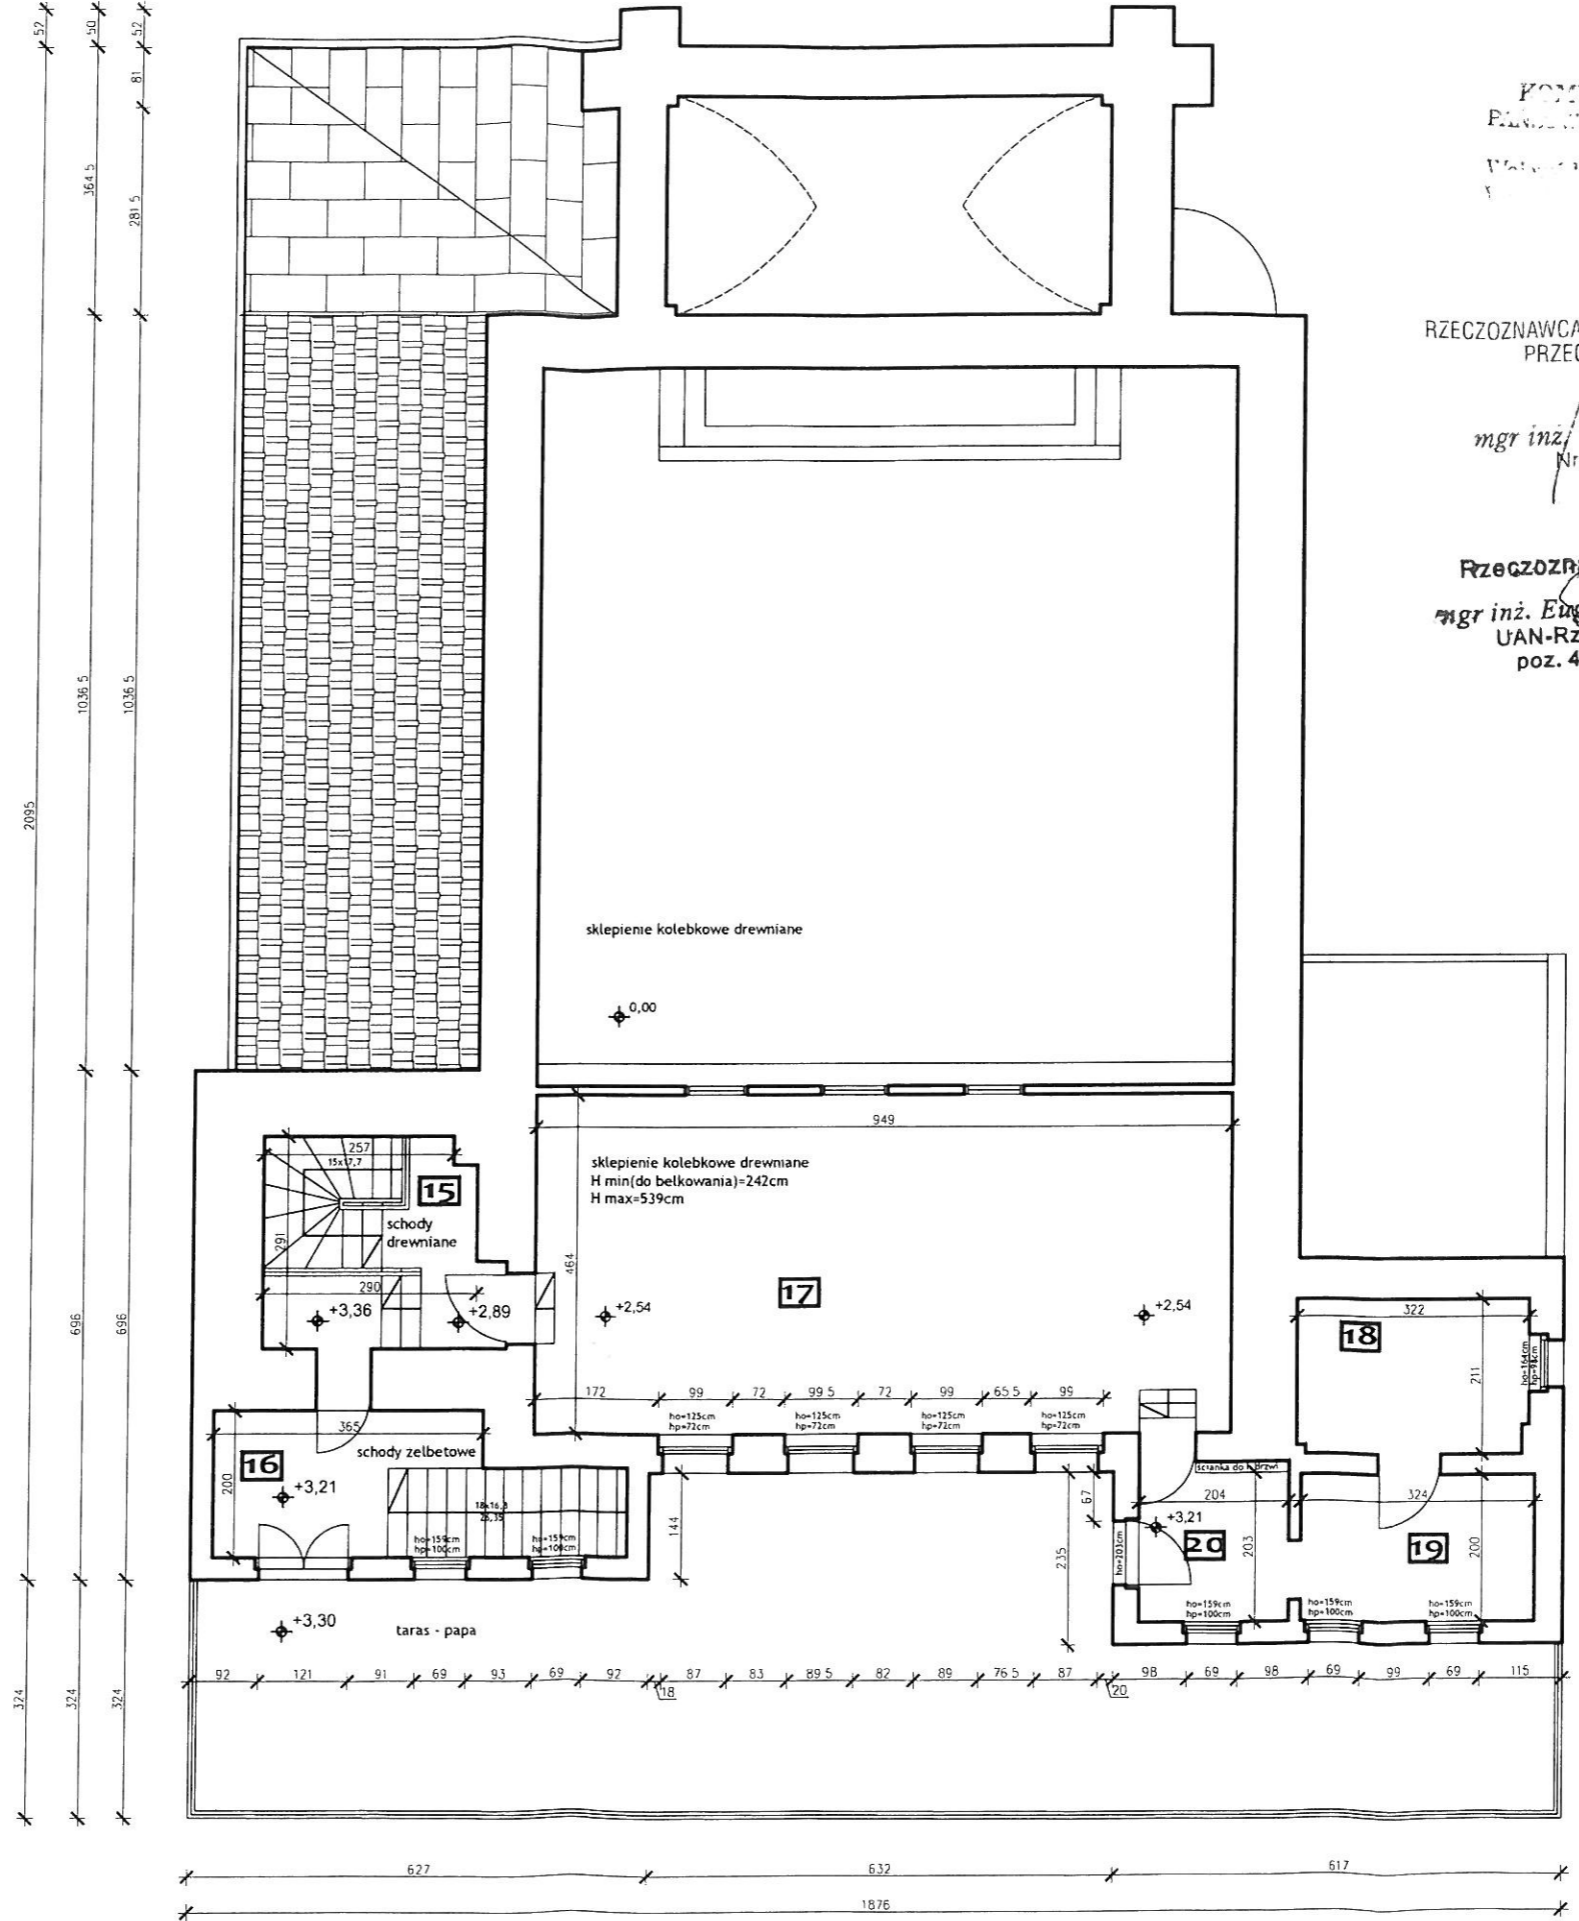 52
50
52
81
364 5
281 5
2095
1036 5
1036 5
696
696
324
324
324
RZECZOZNAWCA
mgr inż.
Nr
Rzeczozn
mgr inż. Eug
UAN-Rz
poz. 4
sklepienie kolebkowe drewniane
0,00
949
sklepienie kolebkowe drewniane
H min(do belkowania)=242cm
H max=539cm
257
15x17,7
15
schody
drewniane
291
290
+3,36
+2,89
464
+2,54
17
+2,54
322
18
211
ho=164cm
172
99
72
99 5
72
99
65 5
99
ho=125cm
hp=72cm
ho=125cm
hp=72cm
ho=125cm
hp=72cm
ho=125cm
hp=72cm
365
schody zelbetowe
16
200
+3,21
ho=159cm
hp=100cm
ho=159cm
hp=100cm
144
67
235
ho=203cm
204
+3,21
20
203
324
19
200
ho=159cm
hp=100cm
ho=159cm
hp=100cm
ho=159cm
hp=100cm
+3,30
taras - papa
92
121
91
69
93
69
92
18
87
83
89 5
82
89
76 5
87
20
98
69
98
69
99
69
115
627
632
617
1876